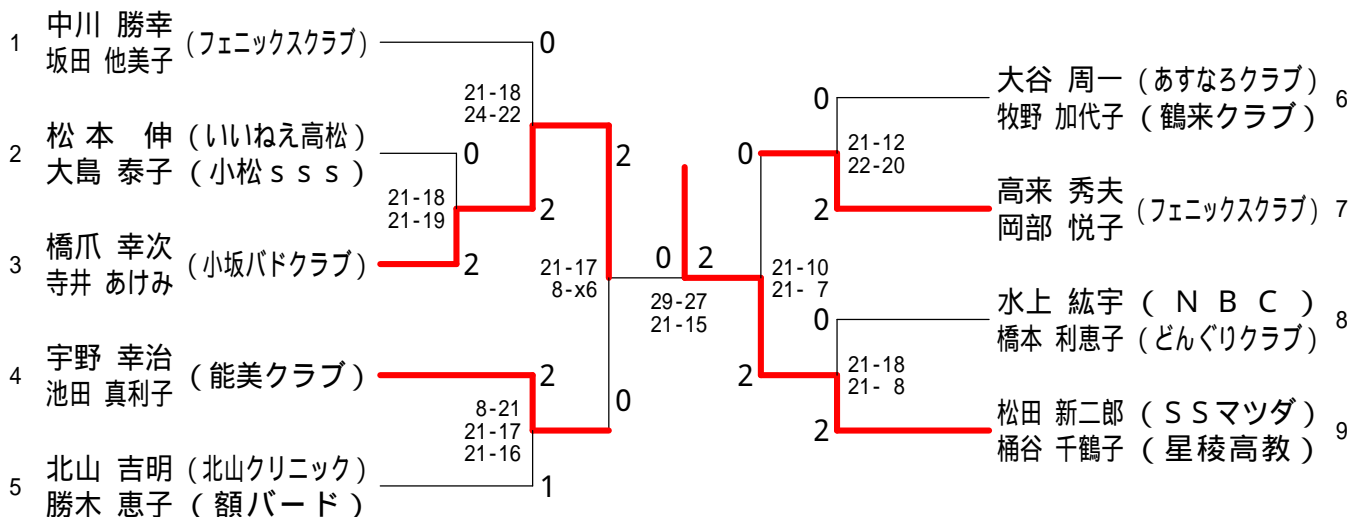 1 中川 勝幸 (フェニックスクラブ)
坂田 他美子
2 松本 伸 (いいねえ高松)
大島 泰子 (小松ｓｓｓ)
3 橋爪 幸次 (小坂バドクラブ)
寺井 あけみ
4 宇野 幸治 (能美クラブ)
池田 真利子
5 北山 吉明 (北山クリニック)
勝木 恵子 (額バード)
0
21-18
24-22
0
21-18
21-19
2
2
2
21-17
8-x6
2
8-21
21-17
21-16
1
0
0 2
29-27
21-15
0
21-10
21- 7
2
0
21-12
22-20
2
0
21-18
21- 8
2
大谷 周一 (あすなろクラブ) 6
牧野 加代子 (鶴来クラブ)
高来 秀夫 (フェニックスクラブ) 7
岡部 悦子
水上 紘宇 (ＮＢＣ) 8
橋本 利恵子 (どんぐりクラブ)
松田 新二郎 (ＳＳマツダ) 9
桶谷 千鶴子 (星稜高教)